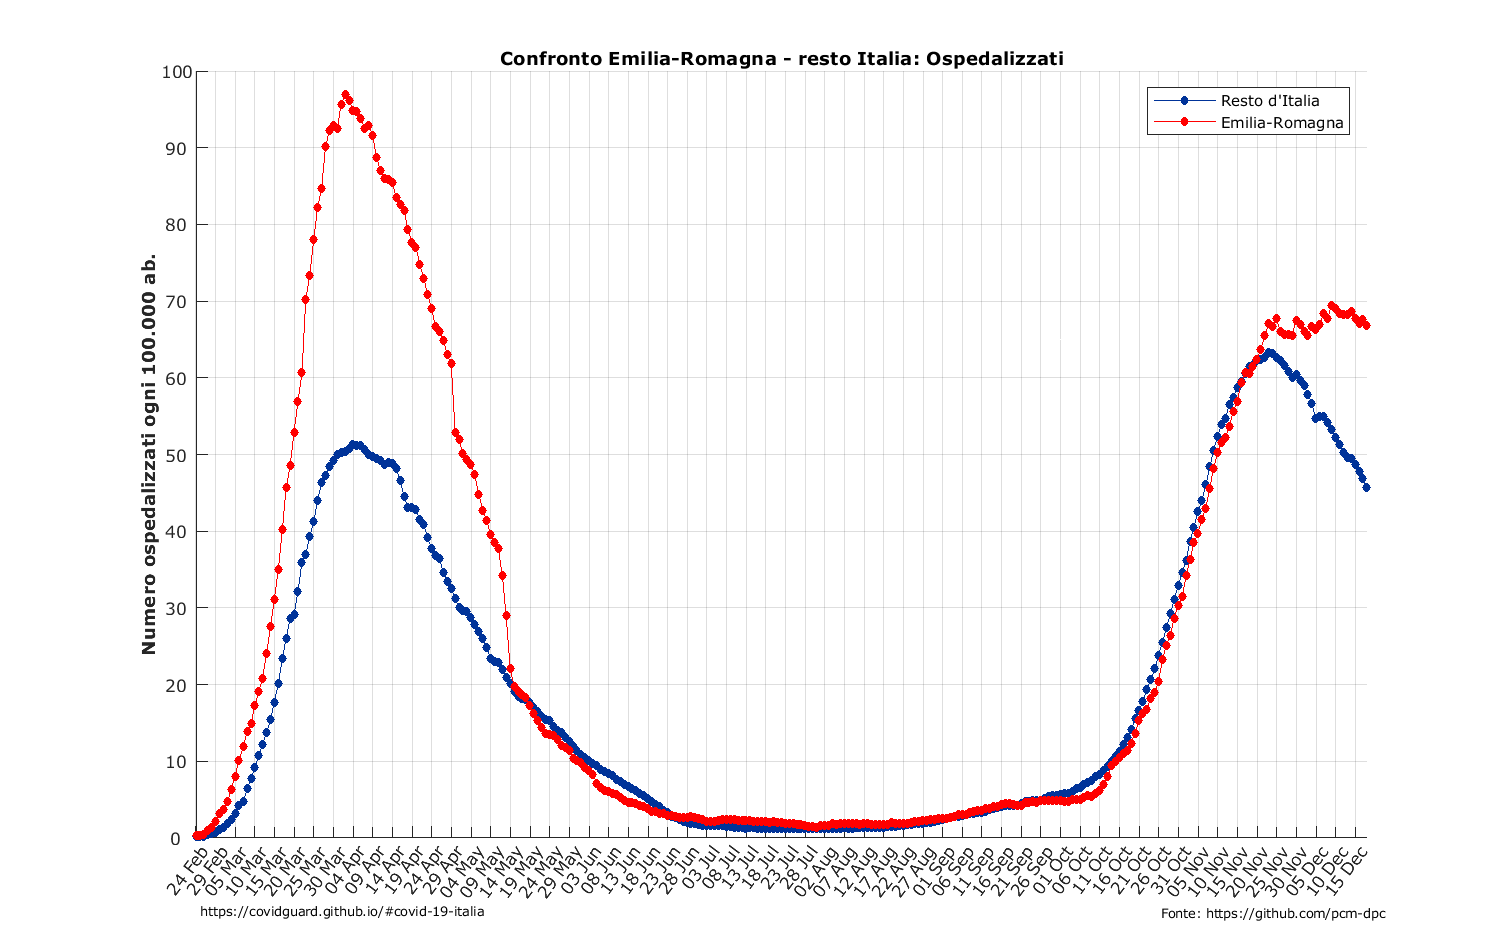 Confronto Emilia-Romagna - resto Italia: Ospedalizzati
Resto d'Italia
Emilia-Romagna
Numero ospedalizzati ogni 100.000 ab.
100
90
80
70
60
50
40
30
20
10
0
24 Feb
29 Feb
05 Mar
10 Mar
15 Mar
20 Mar
25 Mar
30 Mar
04 Apr
09 Apr
14 Apr
19 Apr
24 Apr
29 Apr
04 May
09 May
14 May
19 May
24 May
29 May
03 Jun
08 Jun
13 Jun
18 Jun
23 Jun
28 Jun
03 Jul
08 Jul
13 Jul
18 Jul
23 Jul
28 Jul
02 Aug
07 Aug
12 Aug
17 Aug
22 Aug
27 Aug
01 Sep
06 Sep
11 Sep
16 Sep
21 Sep
26 Sep
01 Oct
06 Oct
11 Oct
16 Oct
21 Oct
26 Oct
31 Oct
05 Nov
10 Nov
15 Nov
20 Nov
25 Nov
30 Nov
05 Dec
10 Dec
15 Dec
https://covidguard.github.io/#covid-19-italia
Fonte: https://github.com/pcm-dpc